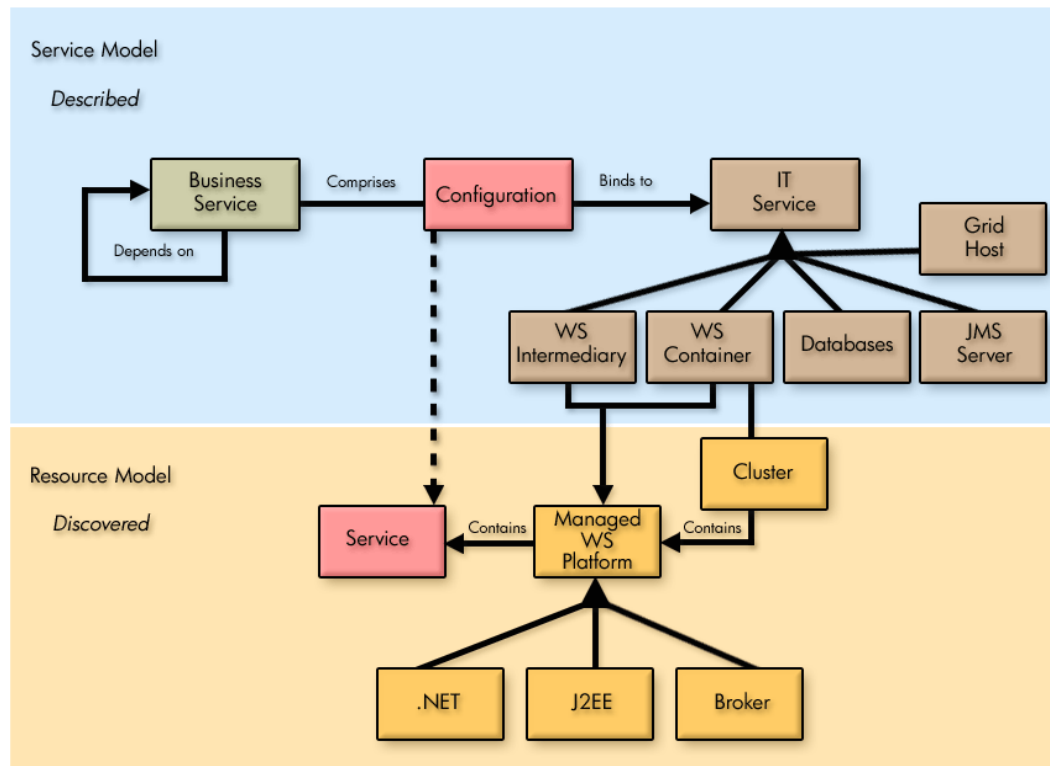 Service Model
Described
Business
Service
Comprises
Configuration
Binds to
IT
Service
Depends on
Grid
Host
WS
Intermediary
WS
Container
Databases
JMS
Server
Resource Model
Discovered
Cluster
Service
Contains
Managed
WS
Platform
Contains
.NET
J2EE
Broker